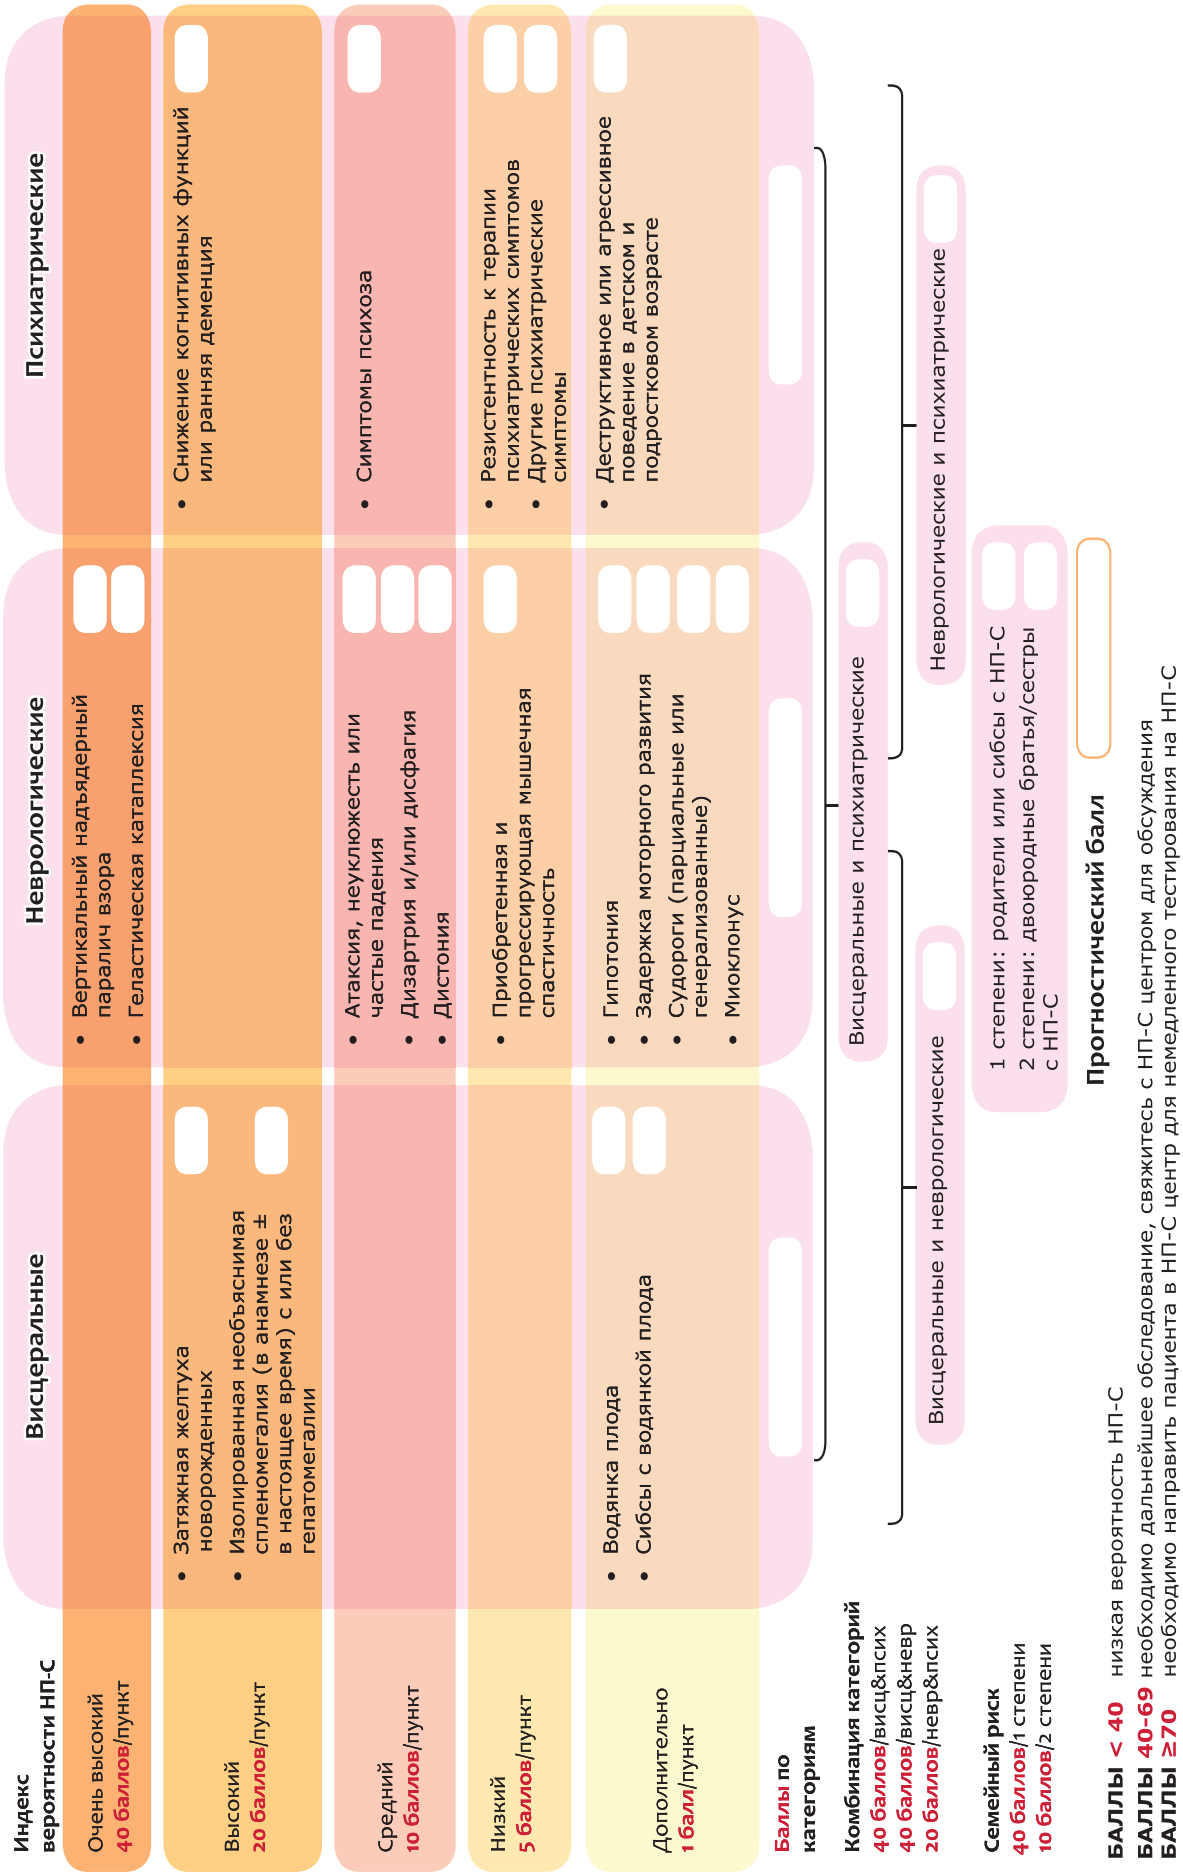 Индекс
вероятности НП-С
Висцеральные
Неврологические
Психиатрические
Очень высокий
40 баллов/пункт
• Вертикальный надъядерный
паралич взора
• Геластическая катаплексия
Высокий
20 баллов/пункт
• Затяжная желтуха
новорожденных
• Изолированная необъяснимая
спленомегалия (в анамнезе ±
в настоящее время) с или без
гепатомегалии
• Снижение когнитивных функций
или ранняя деменция
Средний
10 баллов/пункт
• Атаксия, неуклюжесть или
частые падения
• Дизартрия и/или дисфагия
• Дистония
• Симптомы психоза
Низкий
5 баллов/пункт
• Приобретенная и
прогрессирующая мышечная
спастичность
• Резистентность к терапии
психиатрических симптомов
• Другие психиатрические
симптомы
Дополнительно
1 балл/пункт
• Водянка плода
• Сибсы с водянкой плода
• Гипотония
• Задержка моторного развития
• Судороги (парциальные или
генерализованные)
• Миоклонус
• Деструктивное или агрессивное
поведение в детском и
подростковом возрасте
Баллы по
категориям
Комбинация категорий
40 баллов/висц&псих
40 баллов/висц&невр
20 баллов/невр&псих
Висцеральные и психиатрические
Висцеральные и неврологические
Неврологические и психиатрические
Семейный риск
40 баллов/1 степени
10 баллов/2 степени
1 степени: родители или сибсы с НП-С
2 степени: двоюродные братья/сестры
с НП-С
Прогностический балл
БАЛЛЫ < 40 низкая вероятность НП-С
БАЛЛЫ 40-69 необходимо дальнейшее обследование, свяжитесь с НП-С центром для обсуждения
БАЛЛЫ ≥70 необходимо направить пациента в НП-С центр для немедленного тестирования на НП-С